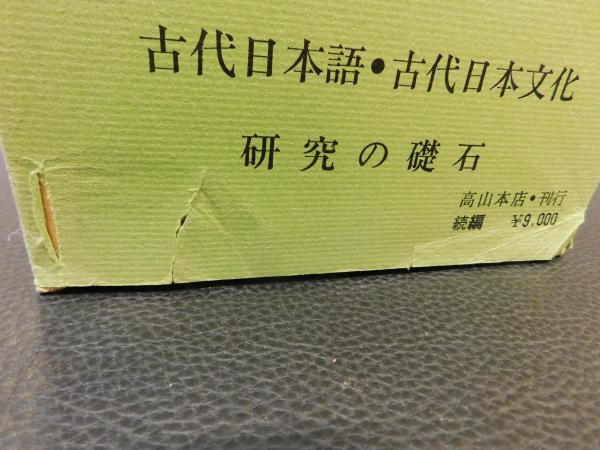 古代日本語・古代日本文化
研究の礎石
高山本店・刊行
続編 ￥9,000